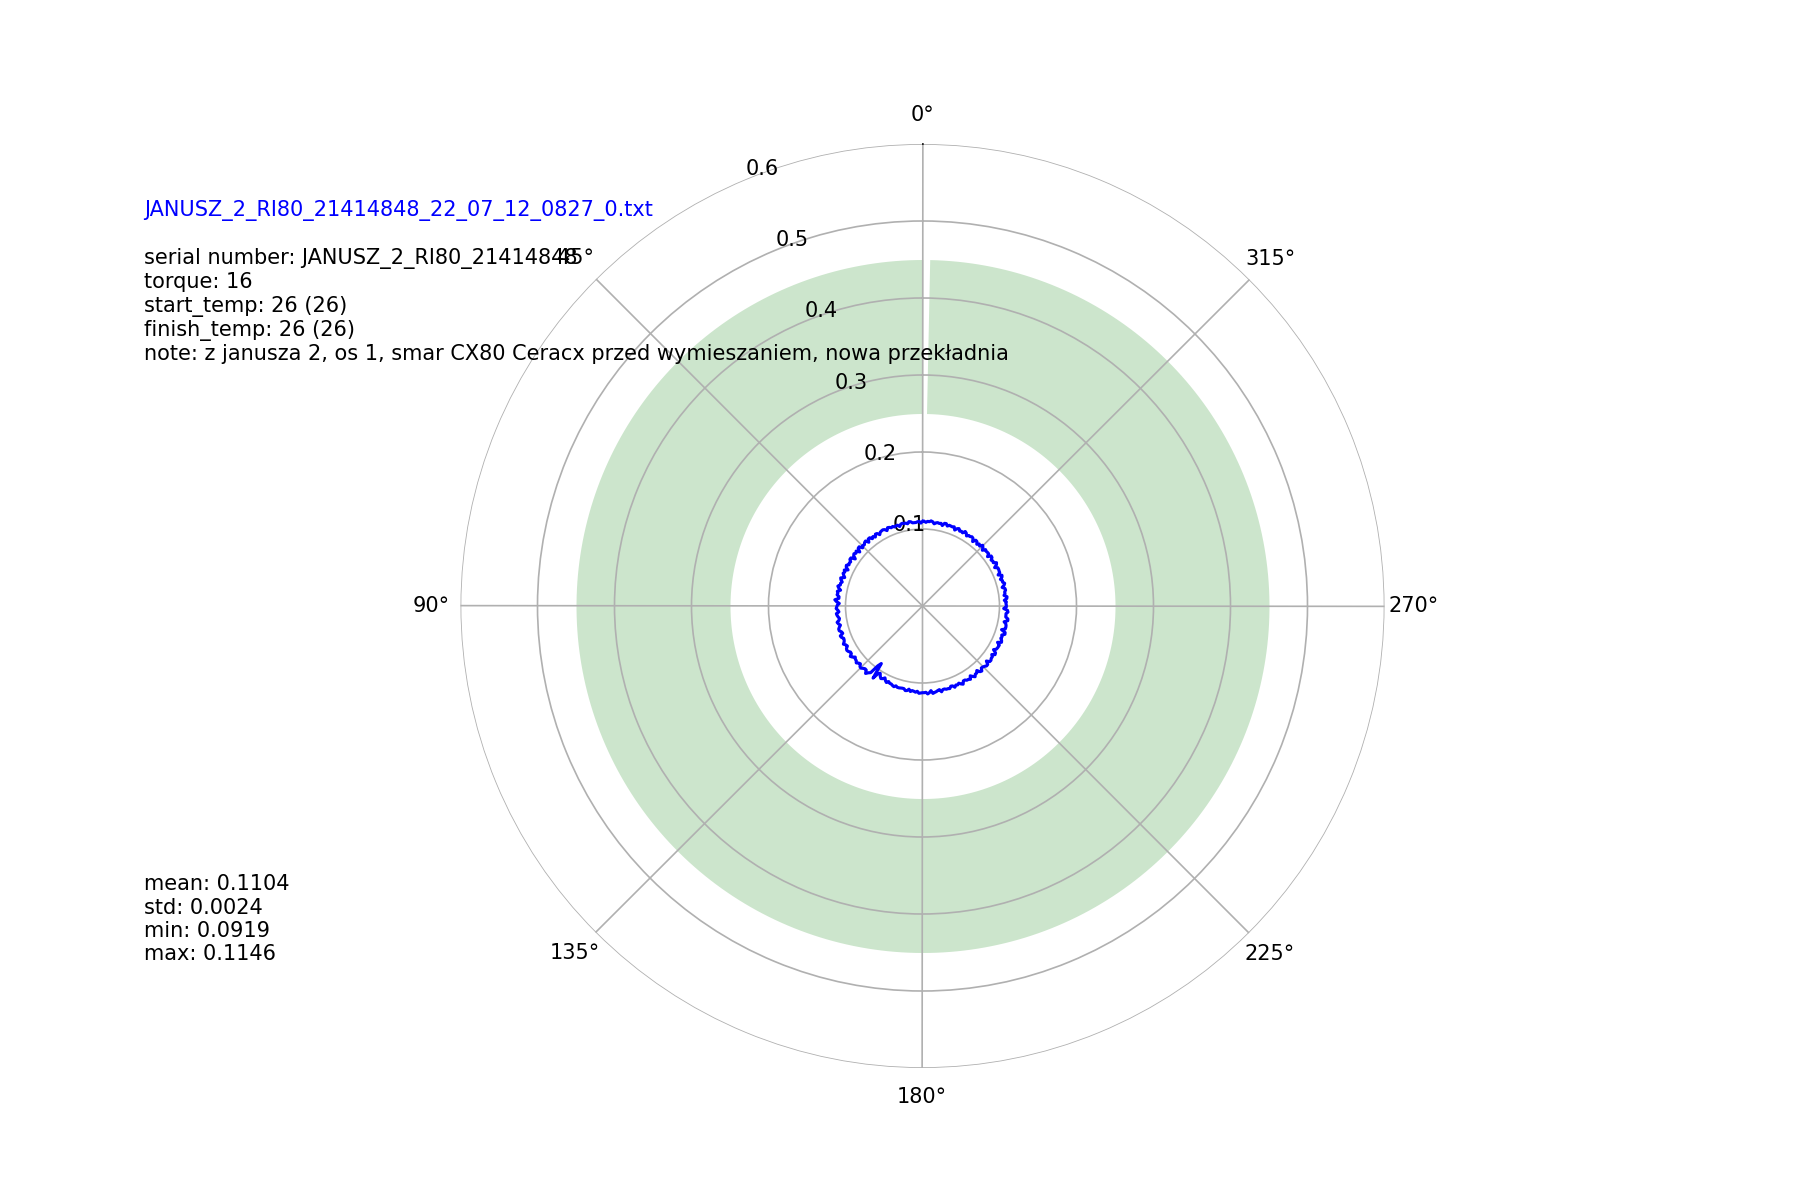 0°
0.6
JANUSZ_2_RI80_21414848_22_07_12_0827_0.txt
0.5
serial number: JANUSZ_2_RI80_21414848
45°
315°
torque: 16
start_temp: 26 (26)
0.4
finish_temp: 26 (26)
note: z janusza 2, os 1, smar CX80 Ceracx przed wymieszaniem, nowa przekładnia
0.3
0.2
0.1
90°
270°
mean: 0.1104
std: 0.0024
min: 0.0919
max: 0.1146
135°
225°
180°